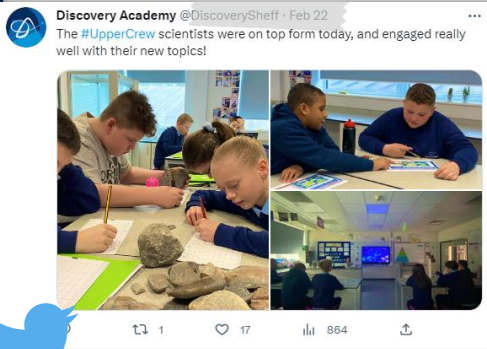 Discovery Academy @DiscoverySheff · Feb 22
The #UpperCrew scientists were on top form today, and engaged really
well with their new topics!
1 17 864